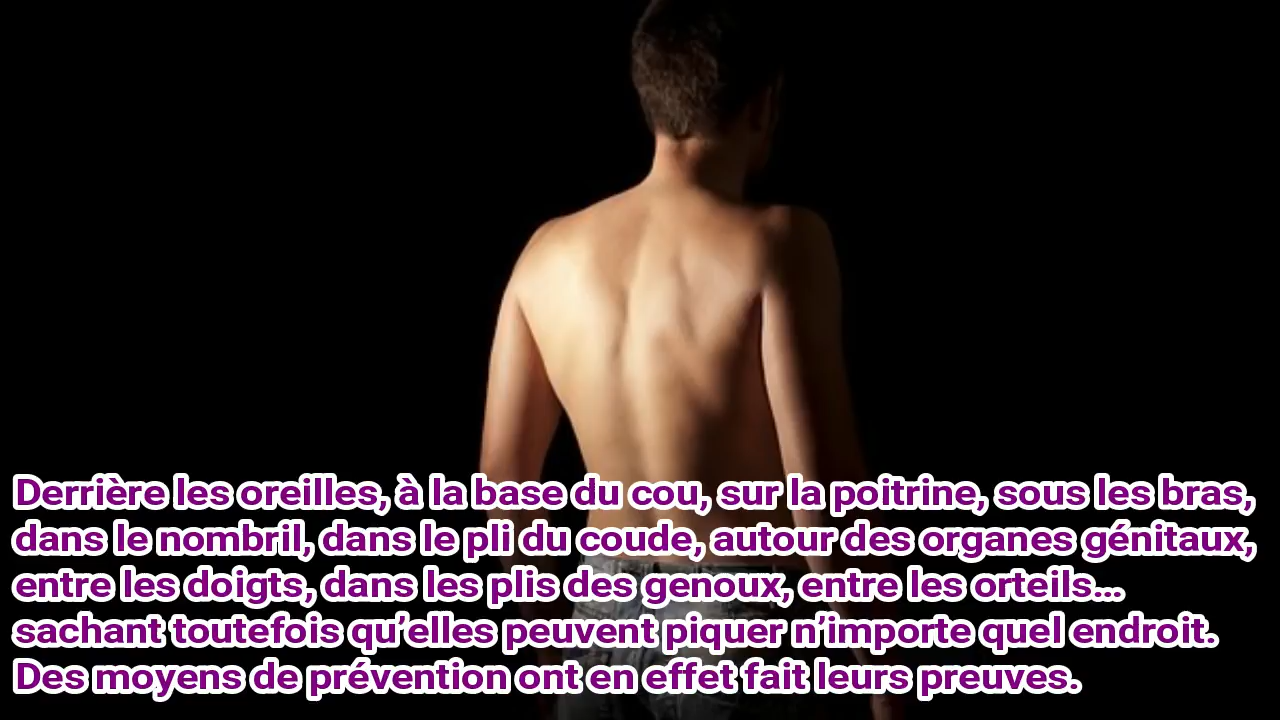 Derrière les oreilles, à la base du cou, sur la poitrine, sous les bras,
dans le nombril, dans le pli du coude, autour des organes génitaux,
entre les doigts, dans les plis des genoux, entre les orteils...
sachant toutefois qu’elles peuvent piquer n’importe quel endroit.
Des moyens de prévention ont en effet fait leurs preuves.